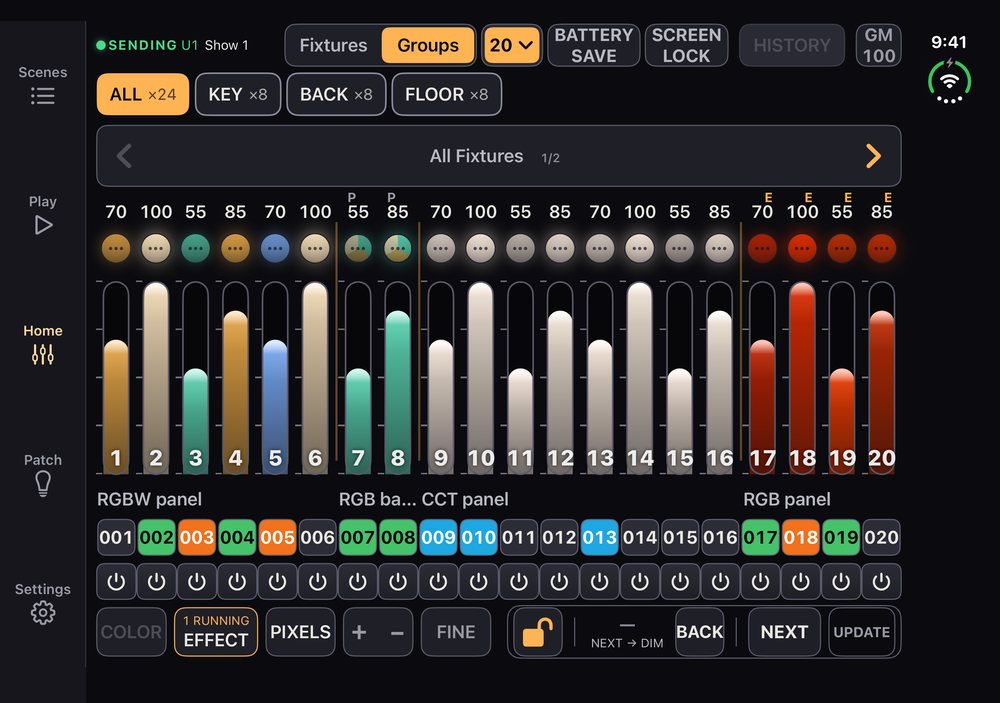 SENDING U1 Show 1
Fixtures Groups 20 BATTERY SAVE SCREEN LOCK HISTORY GM 100
9:41
Scenes
ALL ×24 KEY ×8 BACK ×8 FLOOR ×8
All Fixtures 1/2
Play
P P E E E E
70 100 55 85 70 100 55 85 70 100 55 85 70 100 55 85 70 100 55 85
Home
1 2 3 4 5 6 7 8 9 10 11 12 13 14 15 16 17 18 19 20
Patch
RGBW panel RGB ba... CCT panel RGB panel
001 002 003 004 005 006 007 008 009 010 011 012 013 014 015 016 017 018 019 020
Settings
COLOR 1 RUNNING EFFECT PIXELS + − FINE — NEXT → DIM BACK NEXT UPDATE